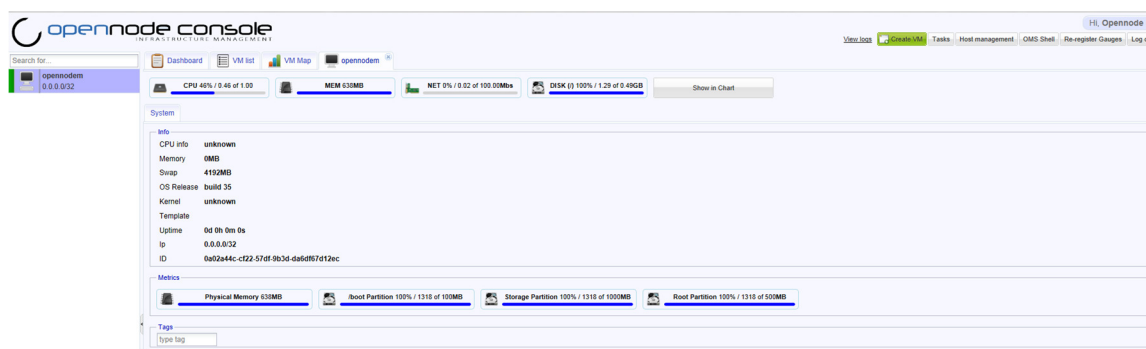 opennode console
INFRASTRUCTURE MANAGEMENT
Hi, Opennode
View logs Create VM Tasks Host management OMS Shell Re-register Gauges Log
Search for...
Dashboard VM list VM Map opennodem
opennodem
0.0.0.0/32
CPU 46% / 0.46 of 1.00 MEM 638MB NET 0% / 0.02 of 100.00Mbs DISK (/) 100% / 1.29 of 0.49GB Show in Chart
System
Info
CPU info unknown
Memory 0MB
Swap 4192MB
OS Release build 35
Kernel unknown
Template
Uptime 0d 0h 0m 0s
Ip 0.0.0.0/32
ID 0a02a44c-cf22-57df-9b3d-da6df67d12ec
Metrics
Physical Memory 638MB /boot Partition 100% / 1318 of 100MB Storage Partition 100% / 1318 of 1000MB Root Partition 100% / 1318 of 500MB
Tags
type tag